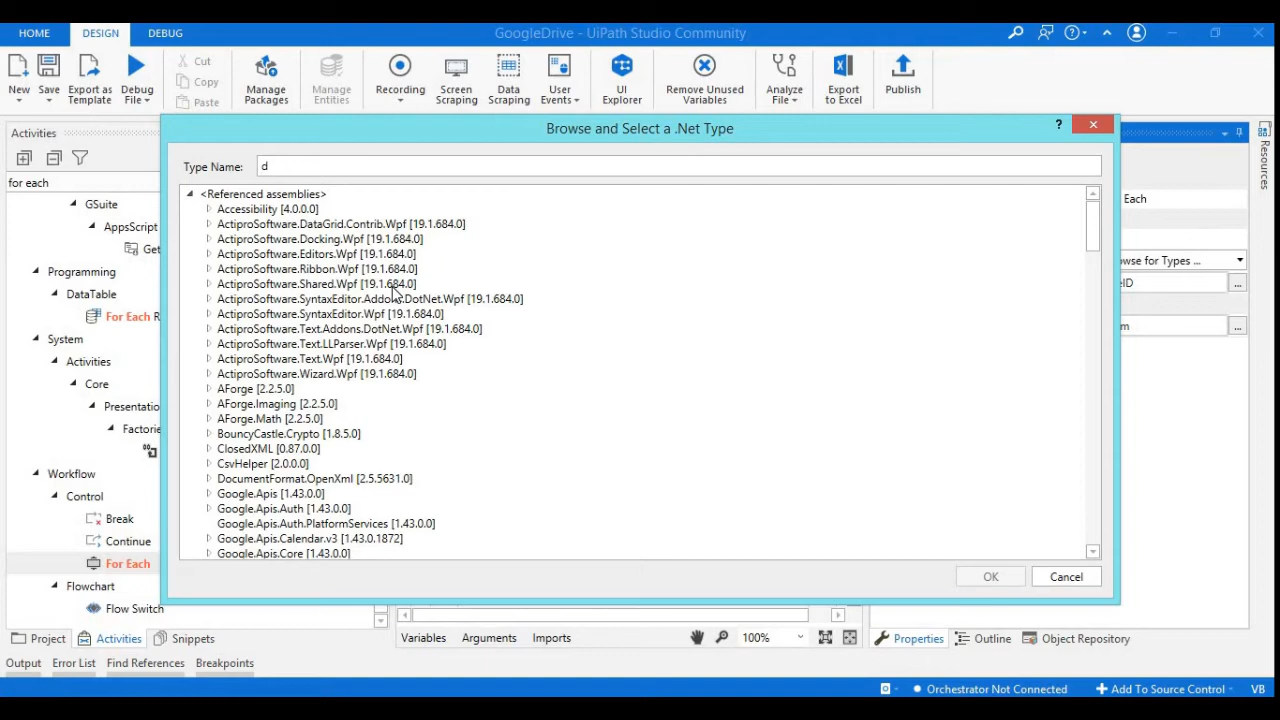 HOME
DESIGN
DEBUG
GoogleDrive - UiPath Studio Community
New
Save
Export as
Template
Debug
File
Cut
Copy
Paste
Manage
Packages
Manage
Entities
Recording
Screen
Scraping
Data
Scraping
User
Events
UI
Explorer
Remove Unused
Variables
Analyze
File
Export
to Excel
Publish
Activities
for each
GSuite
AppsScript
Get
Programming
DataTable
For Each R
System
Activities
Core
Presentatio
Factorie
Workflow
Control
Break
Continue
For Each
Flowchart
Flow Switch
Browse and Select a .Net Type
?
Type Name:
d
<Referenced assemblies>
Accessibility [4.0.0.0]
ActiproSoftware.DataGrid.Contrib.Wpf [19.1.684.0]
ActiproSoftware.Docking.Wpf [19.1.684.0]
ActiproSoftware.Editors.Wpf [19.1.684.0]
ActiproSoftware.Ribbon.Wpf [19.1.684.0]
ActiproSoftware.Shared.Wpf [19.1.684.0]
ActiproSoftware.SyntaxEditor.Addons.DotNet.Wpf [19.1.684.0]
ActiproSoftware.SyntaxEditor.Wpf [19.1.684.0]
ActiproSoftware.Text.Addons.DotNet.Wpf [19.1.684.0]
ActiproSoftware.Text.LLParser.Wpf [19.1.684.0]
ActiproSoftware.Text.Wpf [19.1.684.0]
ActiproSoftware.Wizard.Wpf [19.1.684.0]
AForge [2.2.5.0]
AForge.Imaging [2.2.5.0]
AForge.Math [2.2.5.0]
BouncyCastle.Crypto [1.8.5.0]
ClosedXML [0.87.0.0]
CsvHelper [2.0.0.0]
DocumentFormat.OpenXml [2.5.5631.0]
Google.Apis [1.43.0.0]
Google.Apis.Auth [1.43.0.0]
Google.Apis.Auth.PlatformServices [1.43.0.0]
Google.Apis.Calendar.v3 [1.43.0.1872]
Google.Apis.Core [1.43.0.0]
OK
Cancel
Each
owse for Types ...
eID
...
m
...
Resources
Project
Activities
Snippets
Variables
Arguments
Imports
100%
Properties
Outline
Object Repository
Output
Error List
Find References
Breakpoints
Orchestrator Not Connected
Add To Source Control
VB